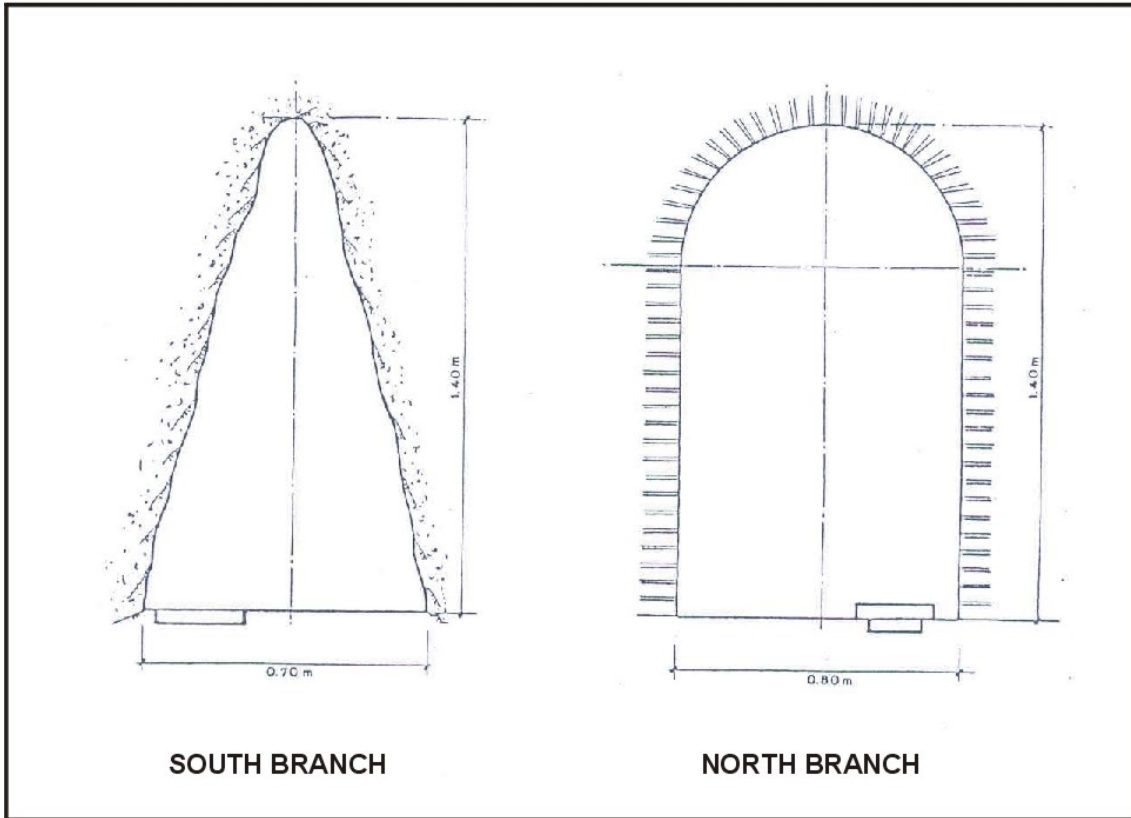 1.40 m
0.70 m
SOUTH BRANCH
1.40 m
0.80 m
NORTH BRANCH